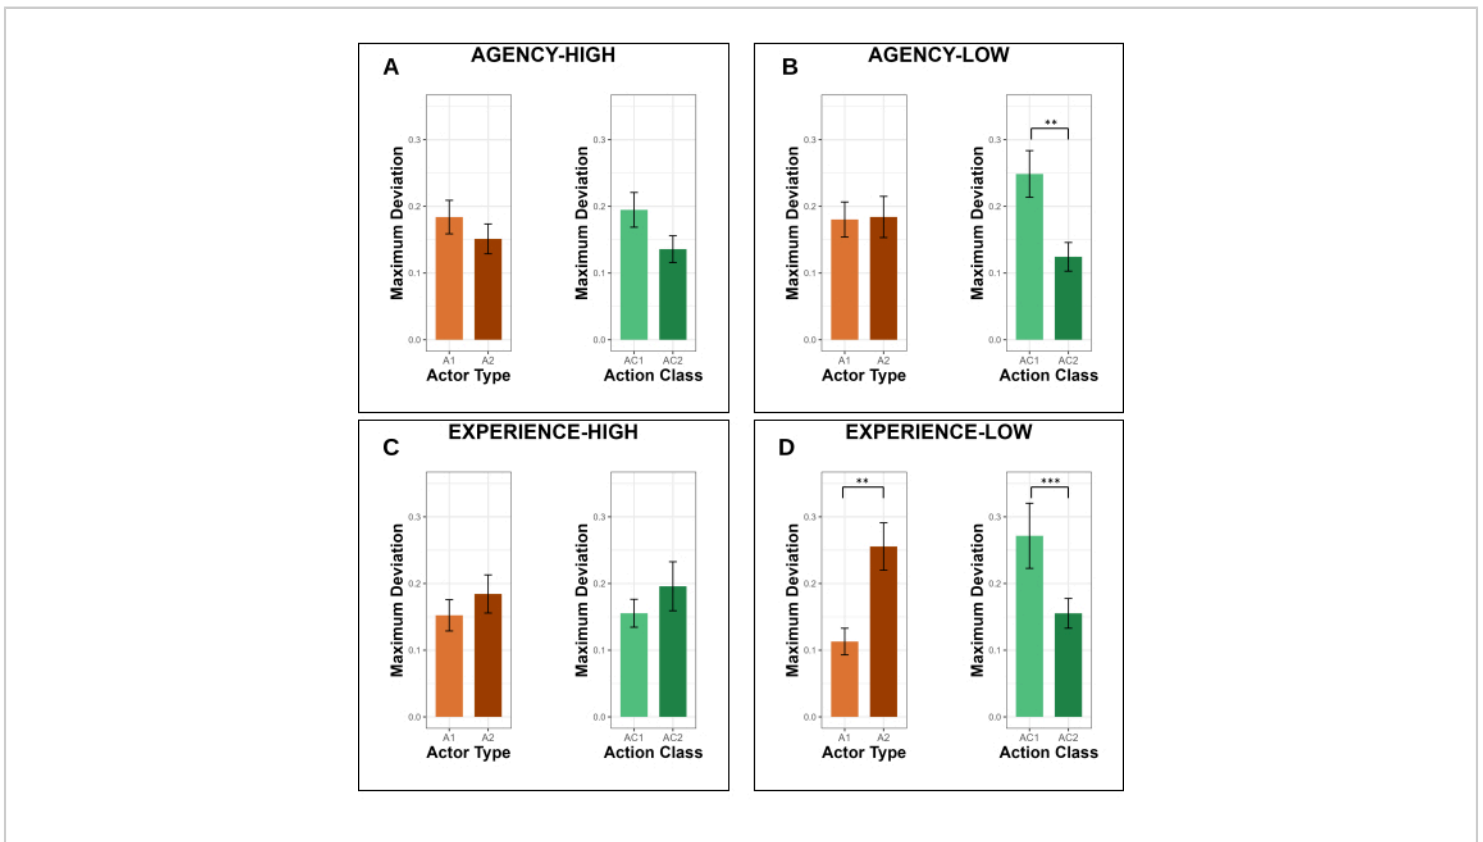 AGENCY-HIGH
A
Maximum Deviation
0.3
0.2
0.1
0.0
A1 A2
Actor Type
Maximum Deviation
0.3
0.2
0.1
0.0
AC1 AC2
Action Class
AGENCY-LOW
B
Maximum Deviation
0.3
0.2
0.1
0.0
A1 A2
Actor Type
Maximum Deviation
**
0.3
0.2
0.1
0.0
AC1 AC2
Action Class
EXPERIENCE-HIGH
C
Maximum Deviation
0.3
0.2
0.1
0.0
A1 A2
Actor Type
Maximum Deviation
0.3
0.2
0.1
0.0
AC1 AC2
Action Class
EXPERIENCE-LOW
D
Maximum Deviation
**
0.3
0.2
0.1
0.0
A1 A2
Actor Type
Maximum Deviation
***
0.3
0.2
0.1
0.0
AC1 AC2
Action Class